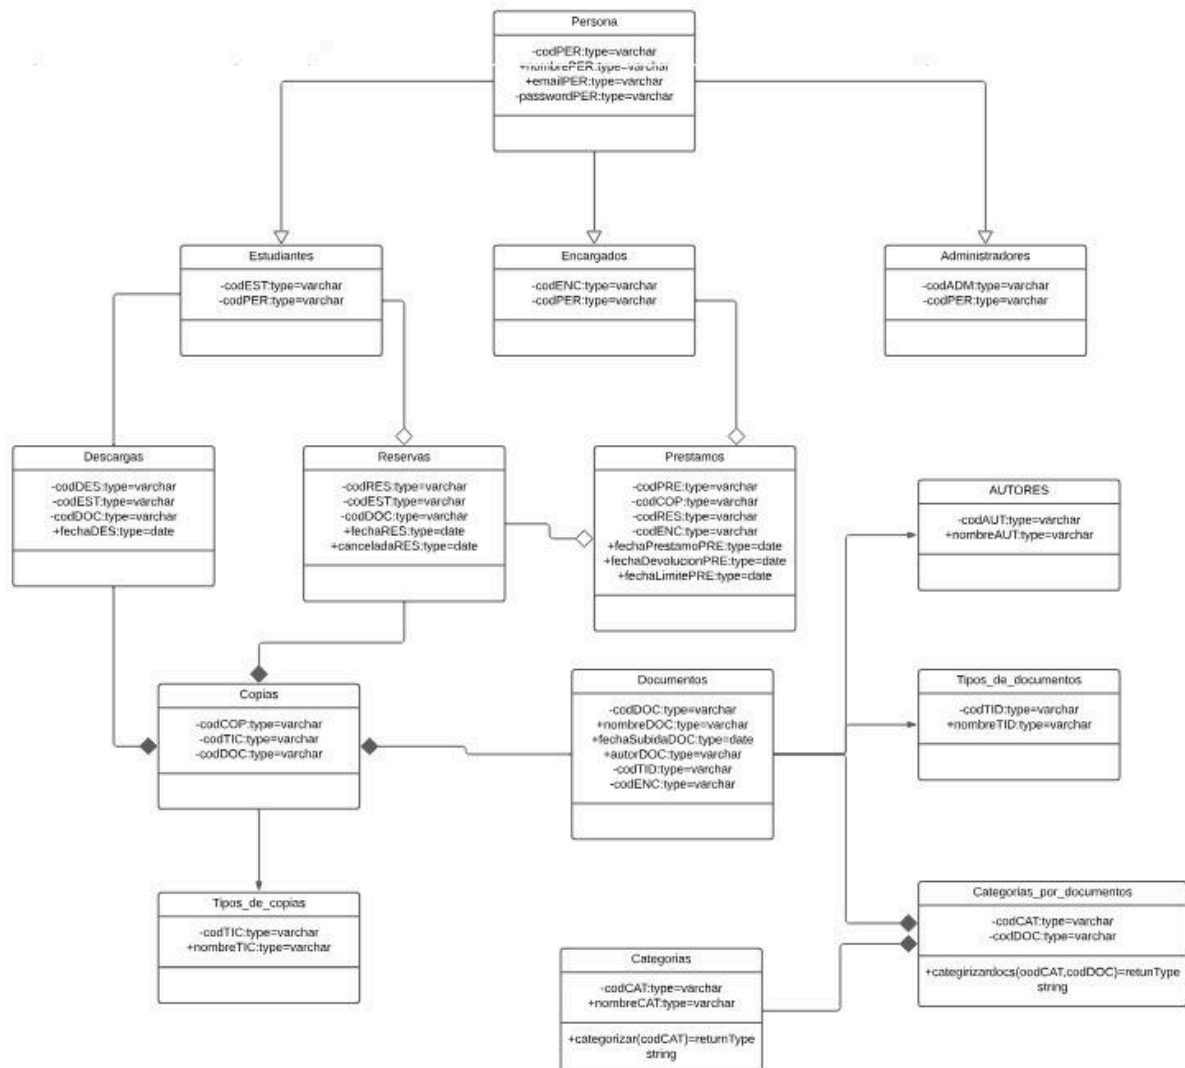 Persona
-codPER:type=varchar
+nombrePER:type=varchar
+emailPER:type=varchar
-passwordPER:type=varchar
Estudiantes
-codEST:type=varchar
-codPER:type=varchar
Encargados
-codENC:type=varchar
-codPER:type=varchar
Administradores
-codADM:type=varchar
-codPER:type=varchar
Descargas
-codDES:type=varchar
-codEST:type=varchar
-codDOC:type=varchar
+fechaDES:type=date
Reservas
-codRES:type=varchar
-codEST:type=varchar
-codDOC:type=varchar
+fechaRES:type=date
+canceladaRES:type=date
Prestamos
-codPRE:type=varchar
-codCOP:type=varchar
-codRES:type=varchar
-codENC:type=varchar
+fechaPrestamoPRE:type=date
+fechaDevolucionPRE:type=date
+fechaLimitePRE:type=date
AUTORES
-codAUT:type=varchar
+nombreAUT:type=varchar
Copias
-codCOP:type=varchar
-codTIC:type=varchar
-codDOC:type=varchar
Documentos
-codDOC:type=varchar
+nombreDOC:type=varchar
+fechaSubidaDOC:type=date
+autorDOC:type=varchar
-codTID:type=varchar
-codENC:type=varchar
Tipos_de_documentos
-codTID:type=varchar
+nombreTID:type=varchar
Tipos_de_copias
-codTIC:type=varchar
+nombreTIC:type=varchar
Categorias_por_documentos
-codCAT:type=varchar
-codDOC:type=varchar
+categirizardocs(oodCAT,codDOC)=retunType
string
Categorias
-codCAT:type=varchar
+nombreCAT:type=varchar
+categorizar(codCAT)=returnType
string